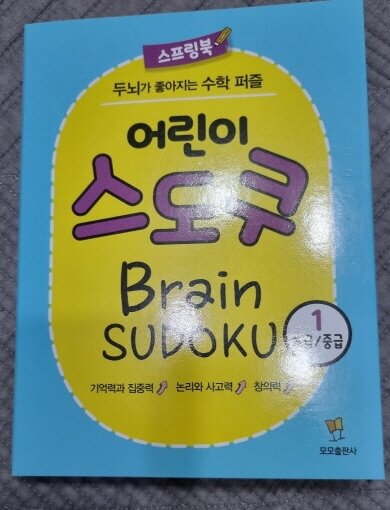 스프링북
두뇌가 좋아지는 수학 퍼즐
어린이
스도쿠
Brain
SUDOKU
1
/중급
기억력과 집중력 논리와 사고력 창의력
모모출판사